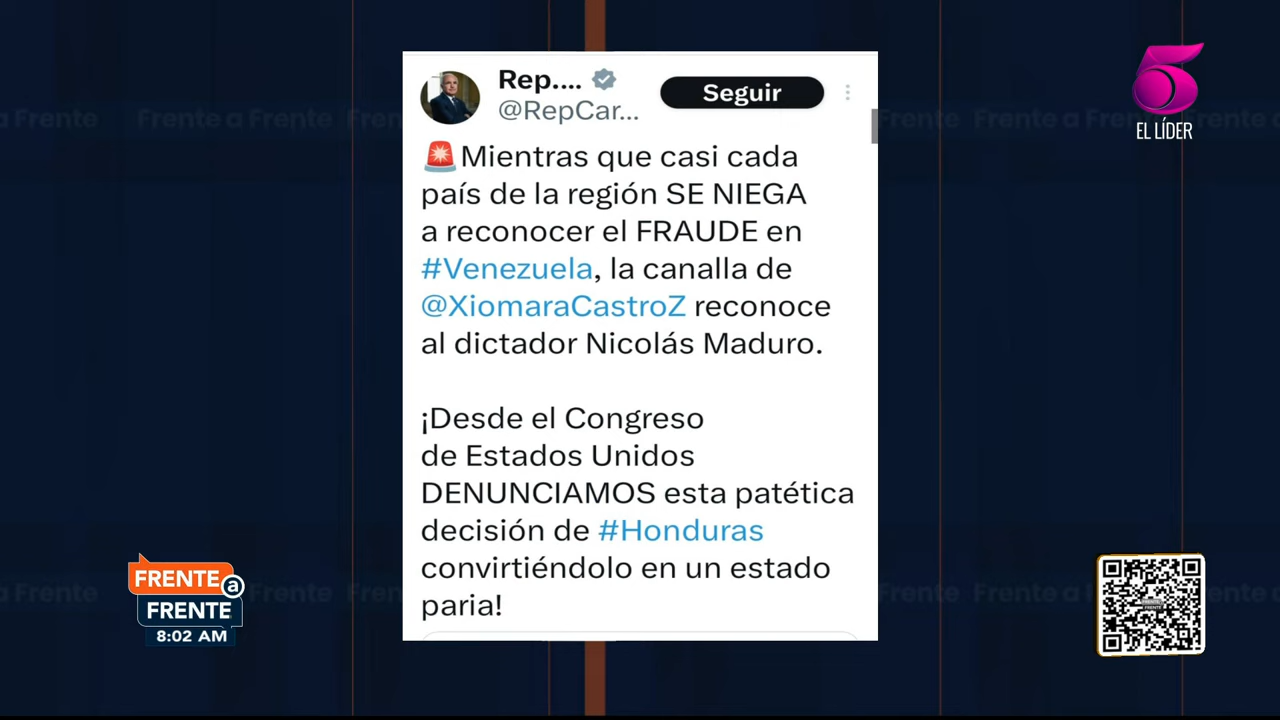 Rep....
@RepCar...
Seguir
🚨Mientras que casi cada
país de la región SE NIEGA
a reconocer el FRAUDE en
#Venezuela, la canalla de
@XiomaraCastroZ reconoce
al dictador Nicolás Maduro.
¡Desde el Congreso
de Estados Unidos
DENUNCIAMOS esta patética
decisión de #Honduras
convirtiéndolo en un estado
paria!
5
EL LÍDER
FRENTE a
FRENTE
8:02 AM